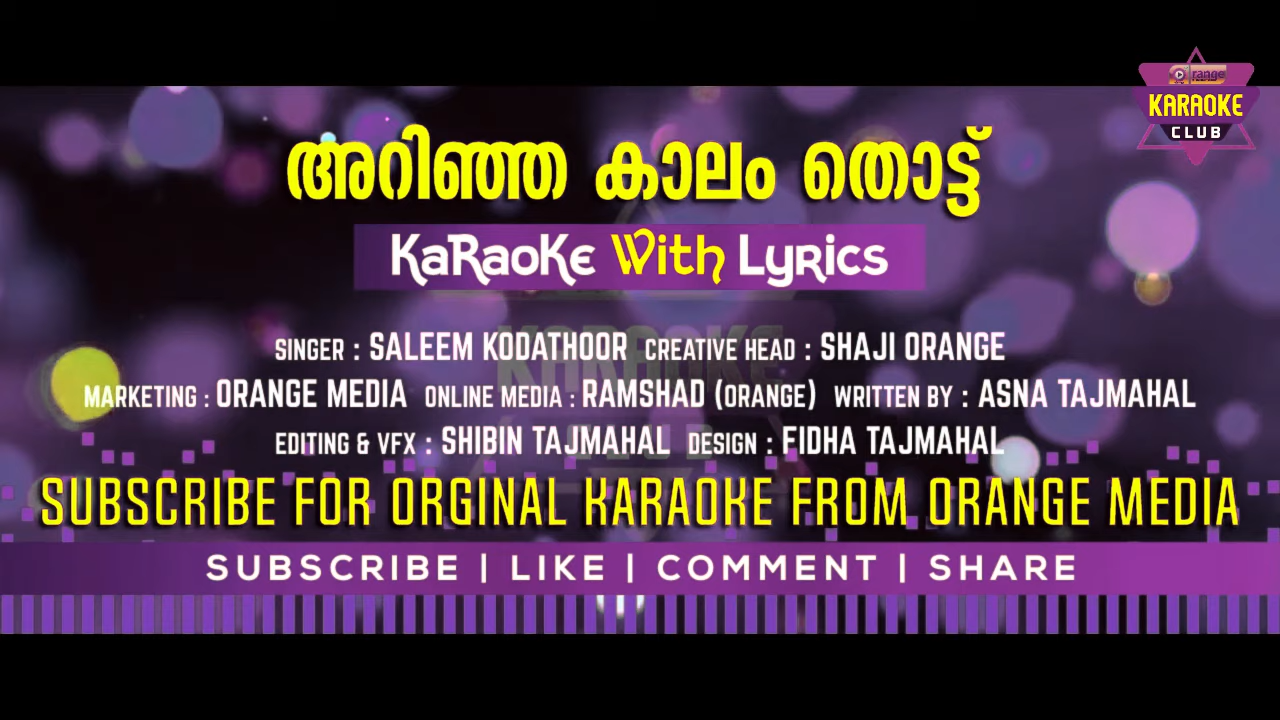 Orange
KARAOKE
CLUB
അറിഞ്ഞ കാലം തൊട്ട്
KaRaoKe With LyRics
SINGER : SALEEM KODATHOOR CREATIVE HEAD : SHAJI ORANGE
MARKETING : ORANGE MEDIA ONLINE MEDIA : RAMSHAD (ORANGE) WRITTEN BY : ASNA TAJMAHAL
EDITING & VFX : SHIBIN TAJMAHAL DESIGN : FIDHA TAJMAHAL
SUBSCRIBE FOR ORGINAL KARAOKE FROM ORANGE MEDIA
SUBSCRIBE | LIKE | COMMENT | SHARE